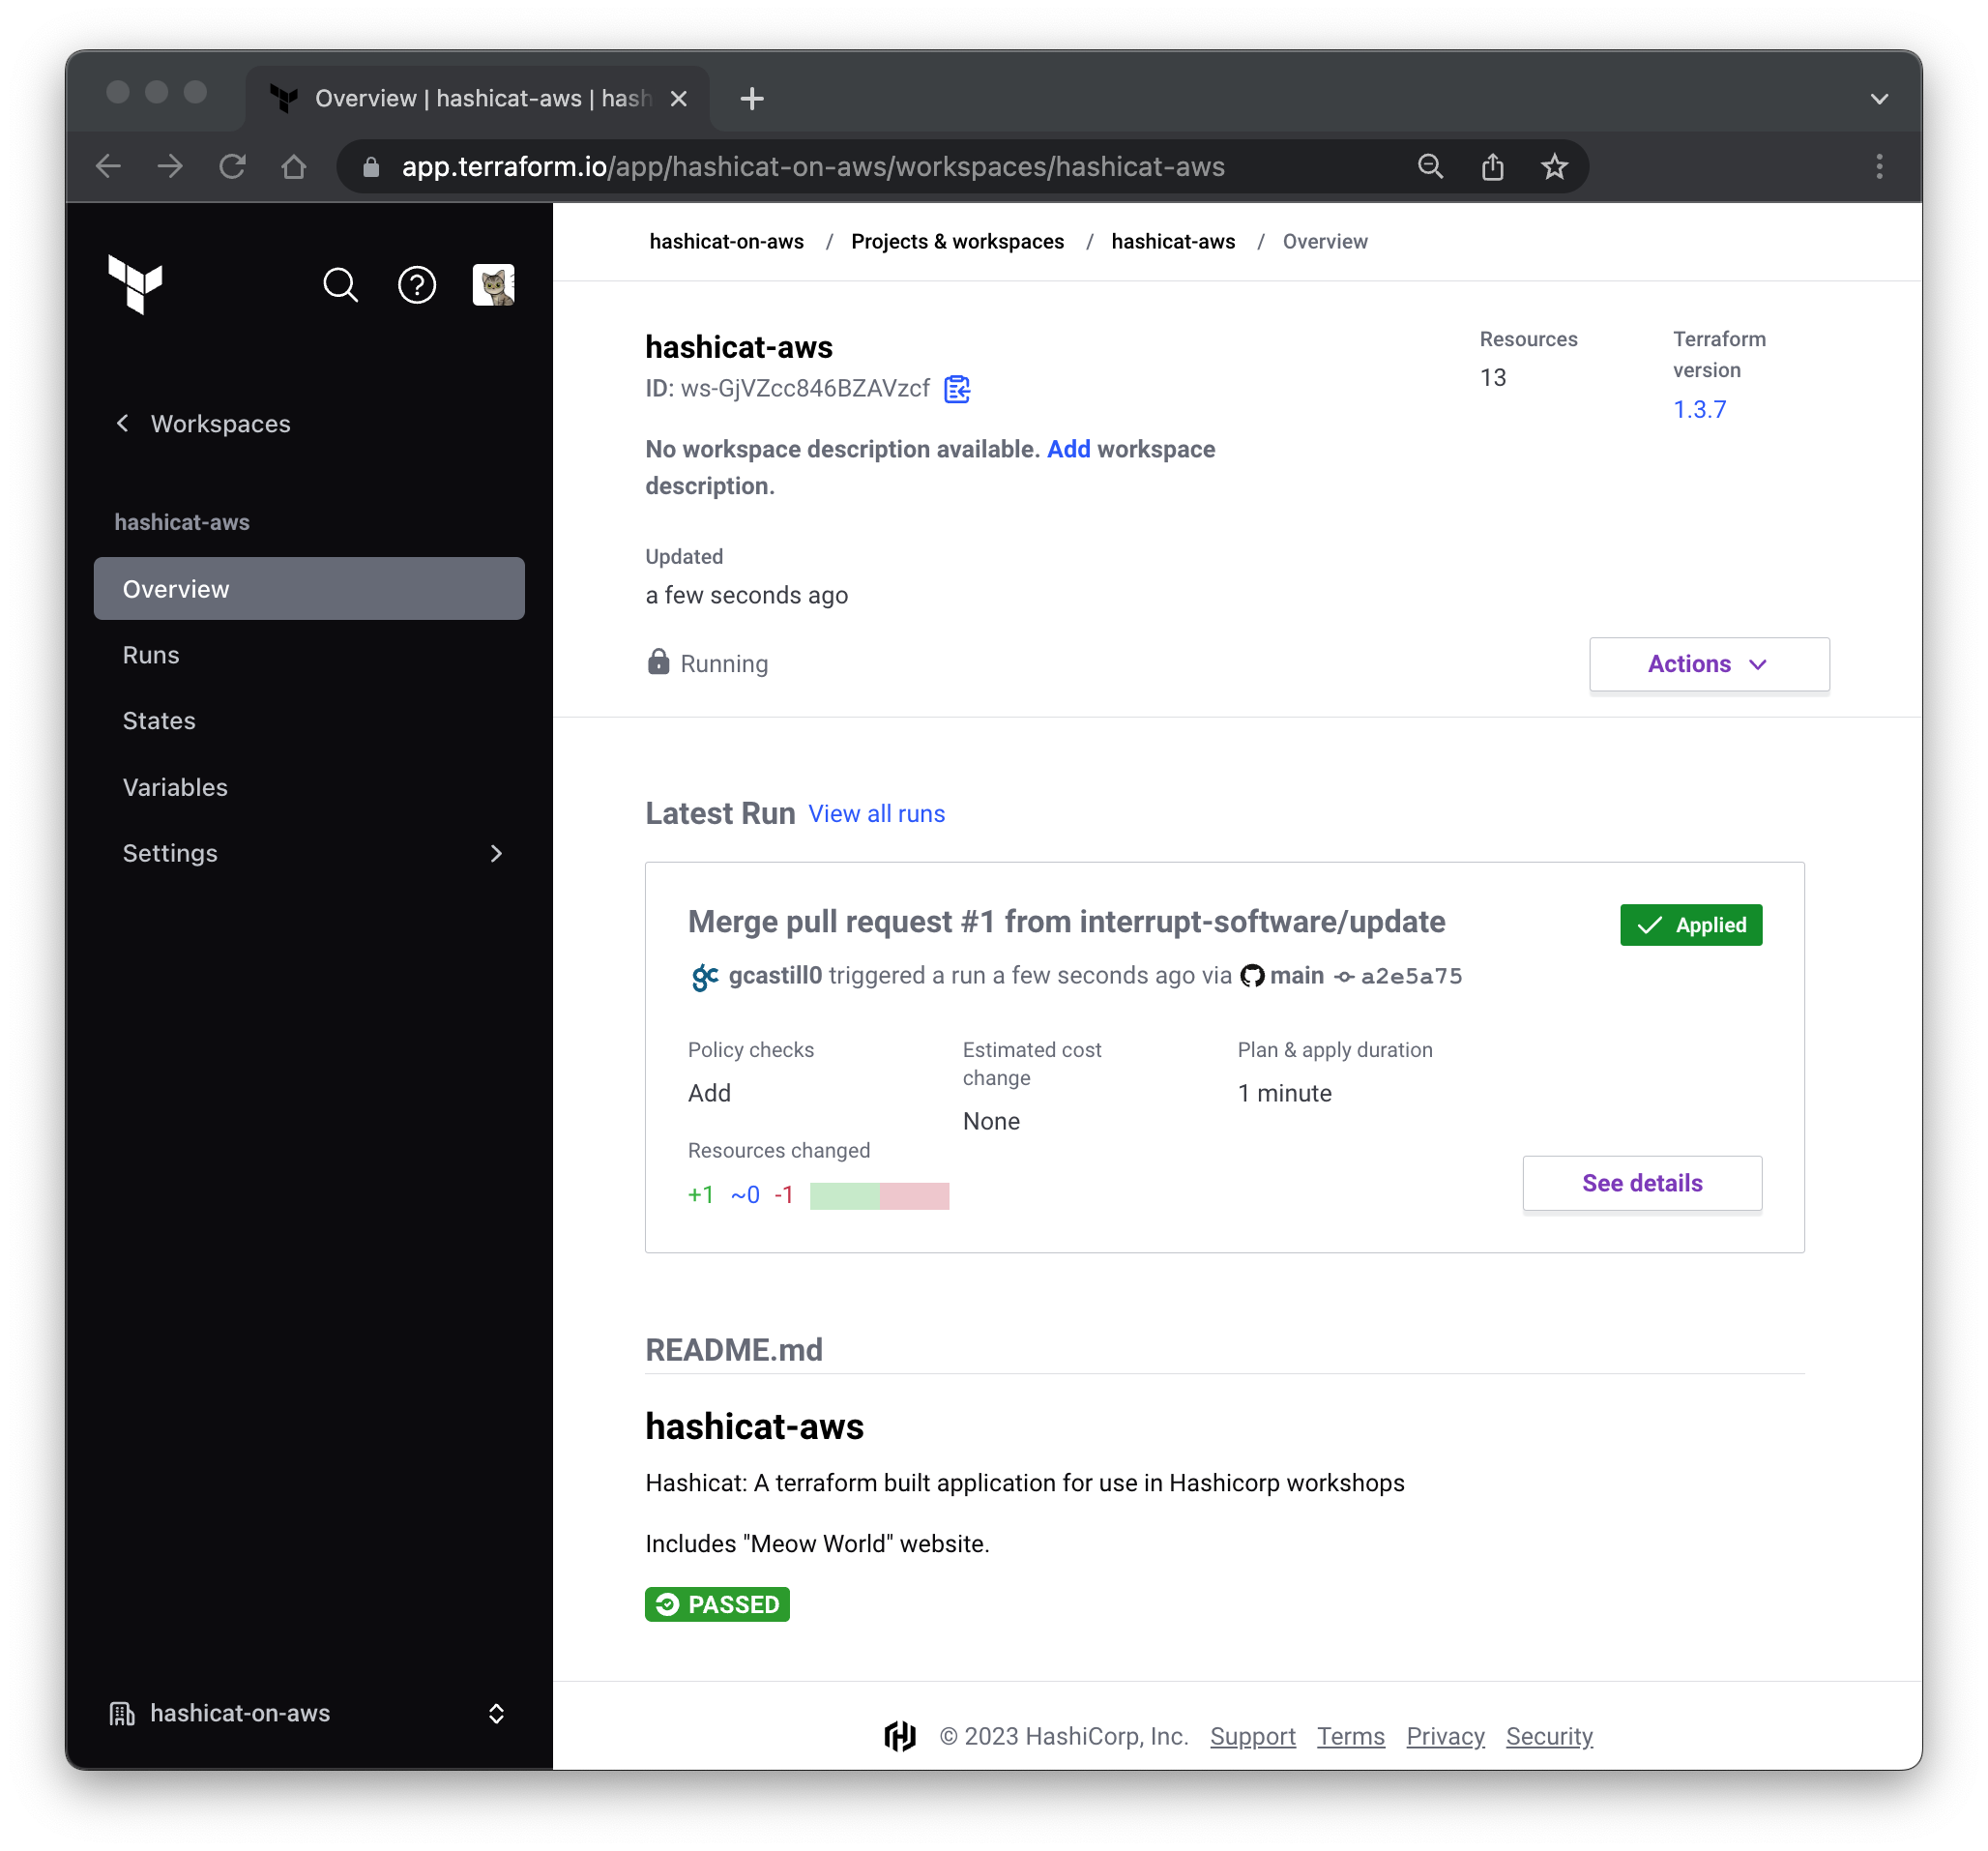 Overview | hashicat-aws | hash
app.terraform.io/app/hashicat-on-aws/workspaces/hashicat-aws
hashicat-on-aws / Projects & workspaces / hashicat-aws / Overview
Workspaces
hashicat-aws
Overview
Runs
States
Variables
Settings
hashicat-on-aws
hashicat-aws
ID: ws-GjVZcc846BZAVzcf
No workspace description available. Add workspace
description.
Resources
13
Terraform
version
1.3.7
Updated
a few seconds ago
Running
Actions
Latest Run View all runs
Merge pull request #1 from interrupt-software/update
Applied
gc gcastill0 triggered a run a few seconds ago via main a2e5a75
Policy checks
Add
Estimated cost
change
None
Plan & apply duration
1 minute
Resources changed
+1 ~0 -1
See details
README.md
hashicat-aws
Hashicat: A terraform built application for use in Hashicorp workshops
Includes "Meow World" website.
PASSED
© 2023 HashiCorp, Inc. Support Terms Privacy Security